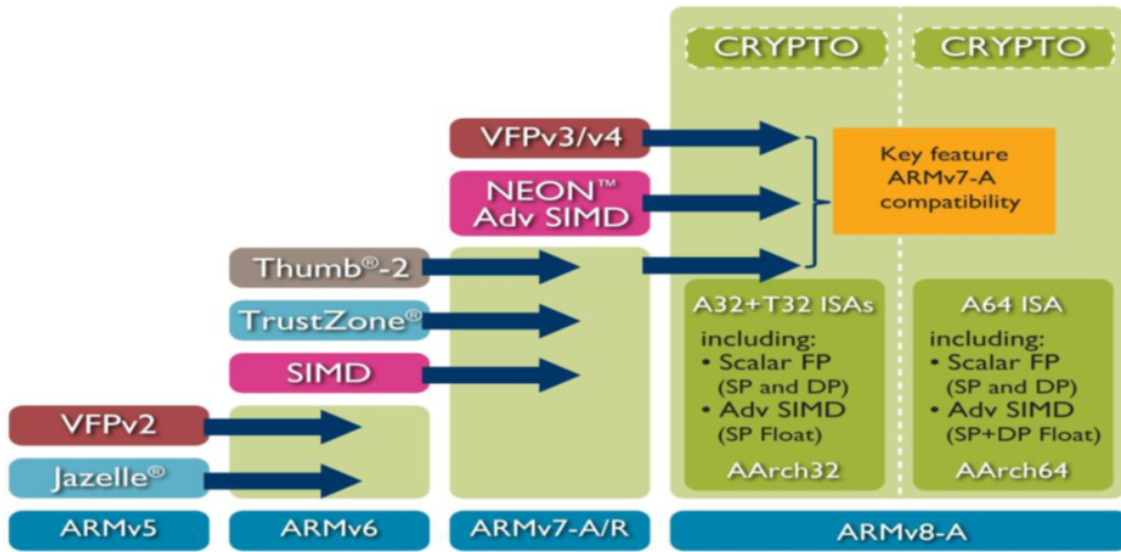 CRYPTO
CRYPTO
VFPv3/v4
NEON™
Adv SIMD
Key feature
ARMv7-A
compatibility
Thumb®-2
TrustZone®
SIMD
A32+T32 ISAs
including:
• Scalar FP
(SP and DP)
• Adv SIMD
(SP Float)
AArch32
A64 ISA
including:
• Scalar FP
(SP and DP)
• Adv SIMD
(SP+DP Float)
AArch64
VFPv2
Jazelle®
ARMv5
ARMv6
ARMv7-A/R
ARMv8-A